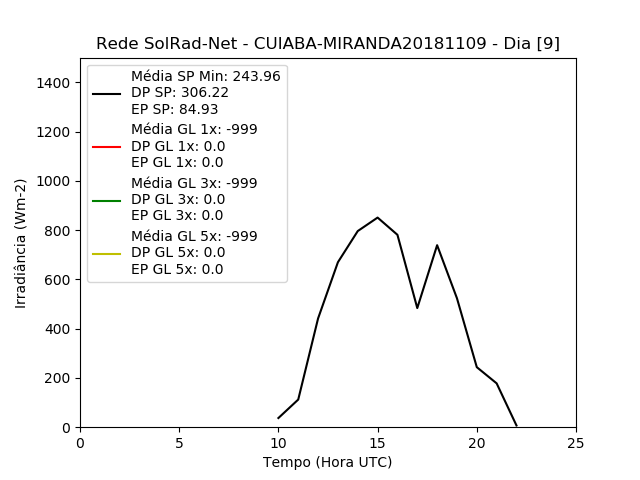 Rede SolRad-Net - CUIABA-MIRANDA20181109 - Dia [9]
Média SP Min: 243.96
DP SP: 306.22
EP SP: 84.93
Média GL 1x: -999
DP GL 1x: 0.0
EP GL 1x: 0.0
Média GL 3x: -999
DP GL 3x: 0.0
EP GL 3x: 0.0
Média GL 5x: -999
DP GL 5x: 0.0
EP GL 5x: 0.0
Irradiância (Wm-2)
1400
1200
1000
800
600
400
200
0
0 5 10 15 20 25
Tempo (Hora UTC)